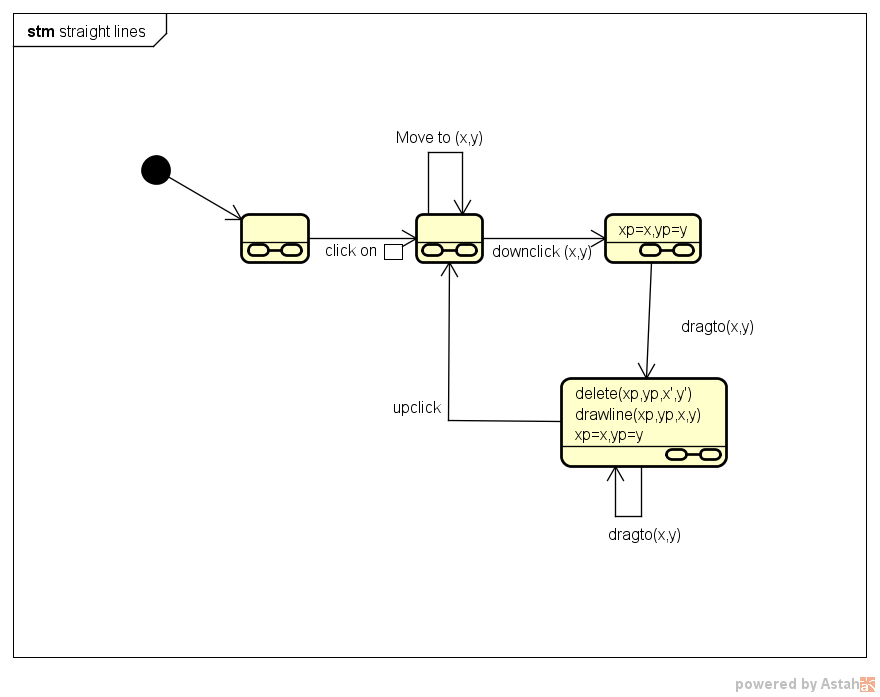 stm straight lines
Move to (x,y)
xp=x,yp=y
click on
downclick (x,y)
dragto(x,y)
delete(xp,yp,x',y')
drawline(xp,yp,x,y)
xp=x,yp=y
upclick
dragto(x,y)
powered by Astah